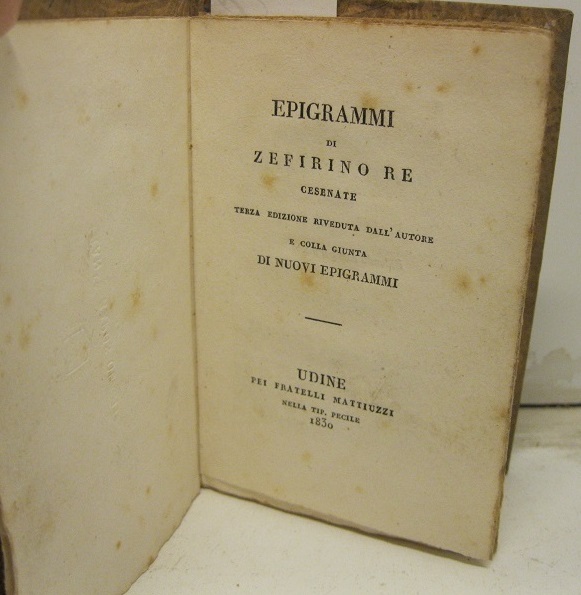 EPIGRAMMI
DI
ZEFIRINO RE
CESENATE
TERZA EDIZIONE RIVEDUTA DALL' AUTORE
E COLLA GIUNTA
DI NUOVI EPIGRAMMI
UDINE
PEI FRATELLI MATTIUZZI
NELLA TIP. PECILE
1830